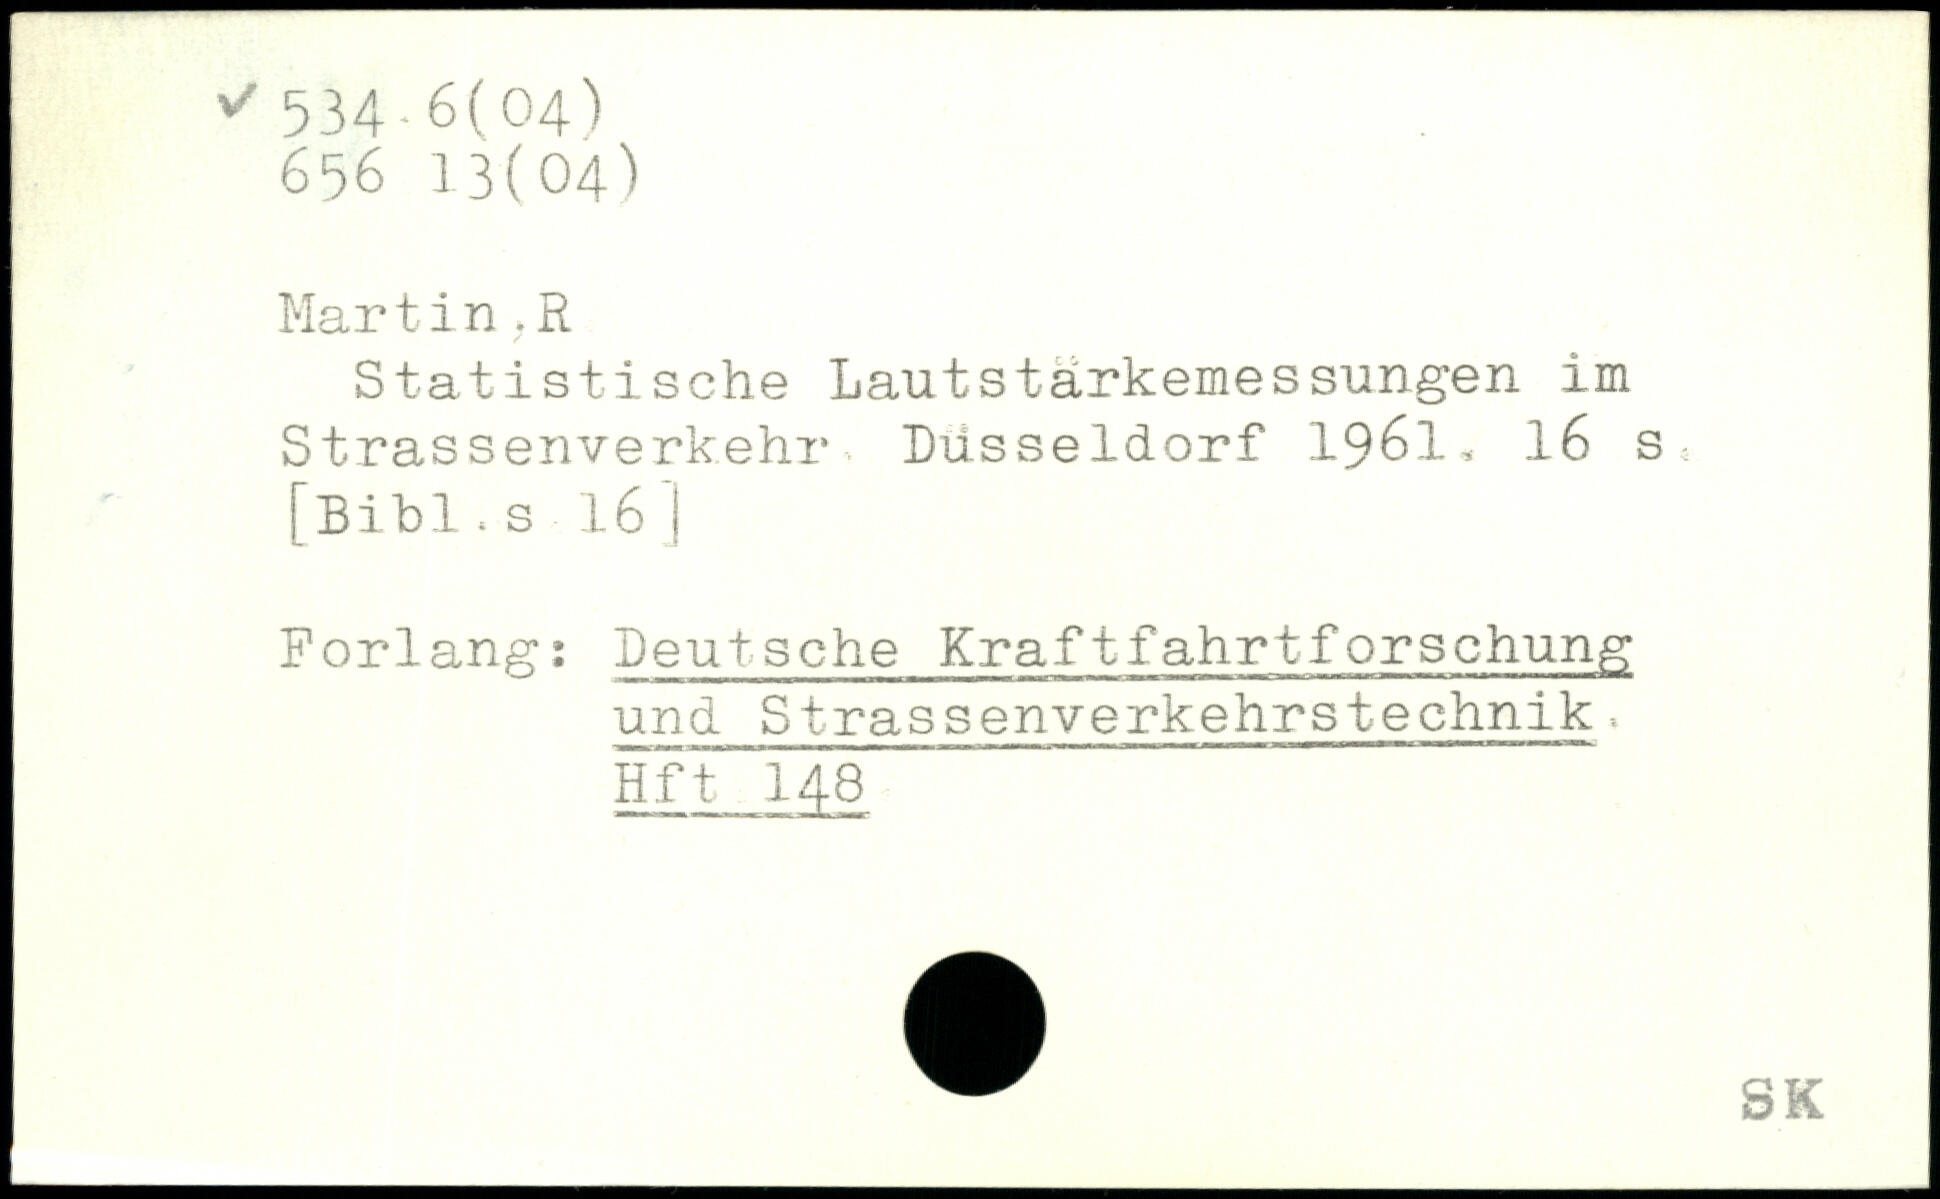 ✓ 534.6(04)
656 13(04)
Martin,R
Statistische Lautstärkemessungen im
Strassenverkehr. Düsseldorf 1961. 16 s.
[Bibl.s 16]
Forlang: Deutsche Kraftfahrtforschung
und Strassenverkehrstechnik.
Hft 148
SK